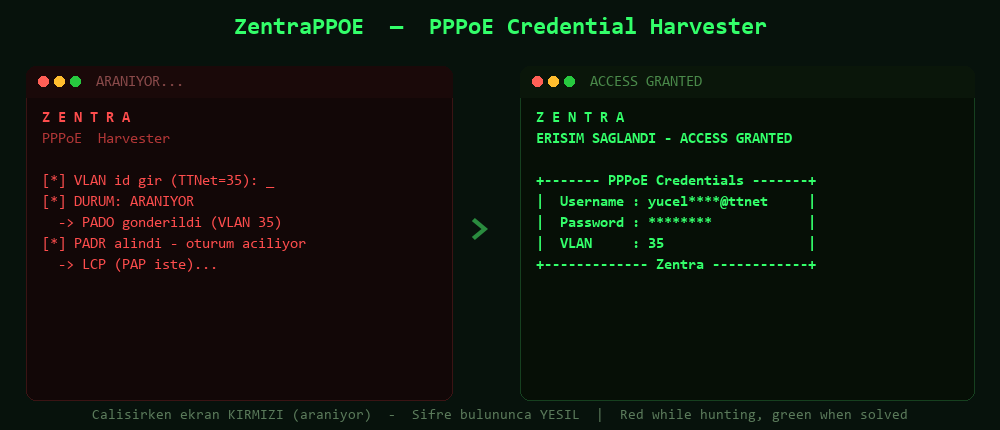 ZentraPPOE — PPPoE Credential Harvester
ARANIYOR...
Z E N T R A
PPPoE Harvester
[*] VLAN id gir (TTNet=35): _
[*] DURUM: ARANIYOR
-> PADO gonderildi (VLAN 35)
[*] PADR alindi - oturum aciliyor
-> LCP (PAP iste)...
>
ACCESS GRANTED
Z E N T R A
ERISIM SAGLANDI - ACCESS GRANTED
+------- PPPoE Credentials -------+
| Username : yucel****@ttnet |
| Password : ******** |
| VLAN : 35 |
+------------- Zentra ------------+
Calisirken ekran KIRMIZI (araniyor) - Sifre bulununca YESIL | Red while hunting, green when solved